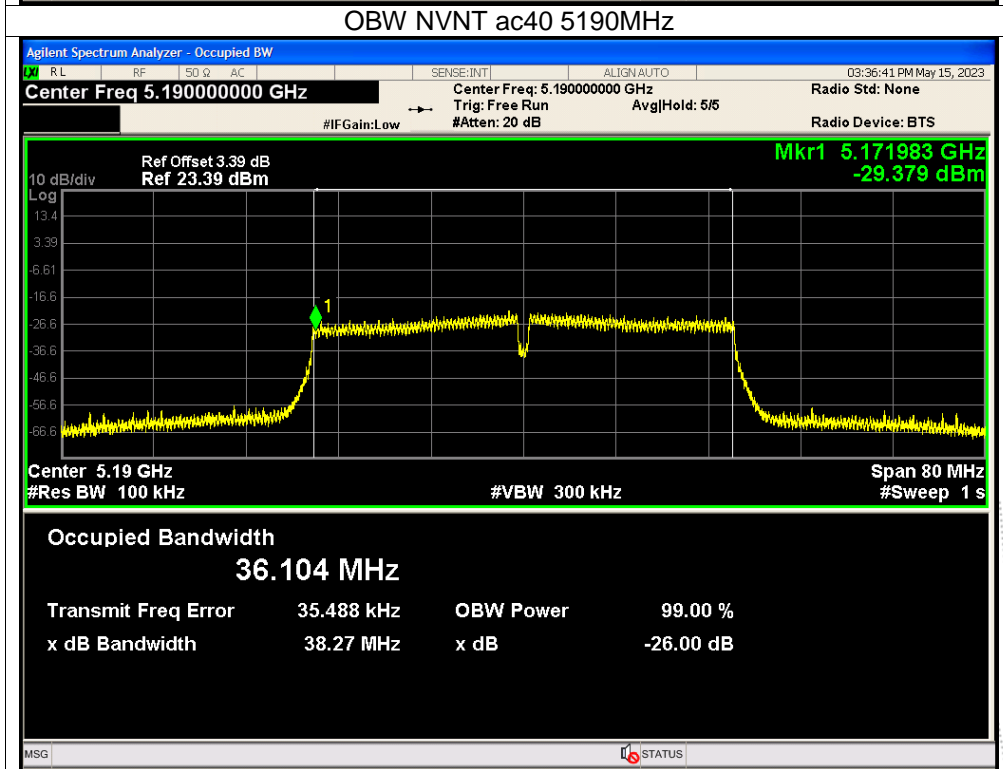 OBW NVNT ac40 5190MHz
Agilent Spectrum Analyzer - Occupied BW
LXI RL RF 50 Ω AC SENSE:INT ALIGN AUTO 03:36:41 PM May 15, 2023
Center Freq 5.190000000 GHz Center Freq: 5.190000000 GHz Radio Std: None
Trig: Free Run Avg|Hold: 5/5
#IFGain:Low #Atten: 20 dB Radio Device: BTS
Ref Offset 3.39 dB Mkr1 5.171983 GHz
10 dB/div Ref 23.39 dBm -29.379 dBm
Log
13.4
3.39
-6.61
-16.6
1
-26.6
-36.6
-46.6
-56.6
-66.6
Center 5.19 GHz Span 80 MHz
#Res BW 100 kHz #VBW 300 kHz #Sweep 1 s
Occupied Bandwidth
36.104 MHz
Transmit Freq Error 35.488 kHz OBW Power 99.00 %
x dB Bandwidth 38.27 MHz x dB -26.00 dB
MSG STATUS